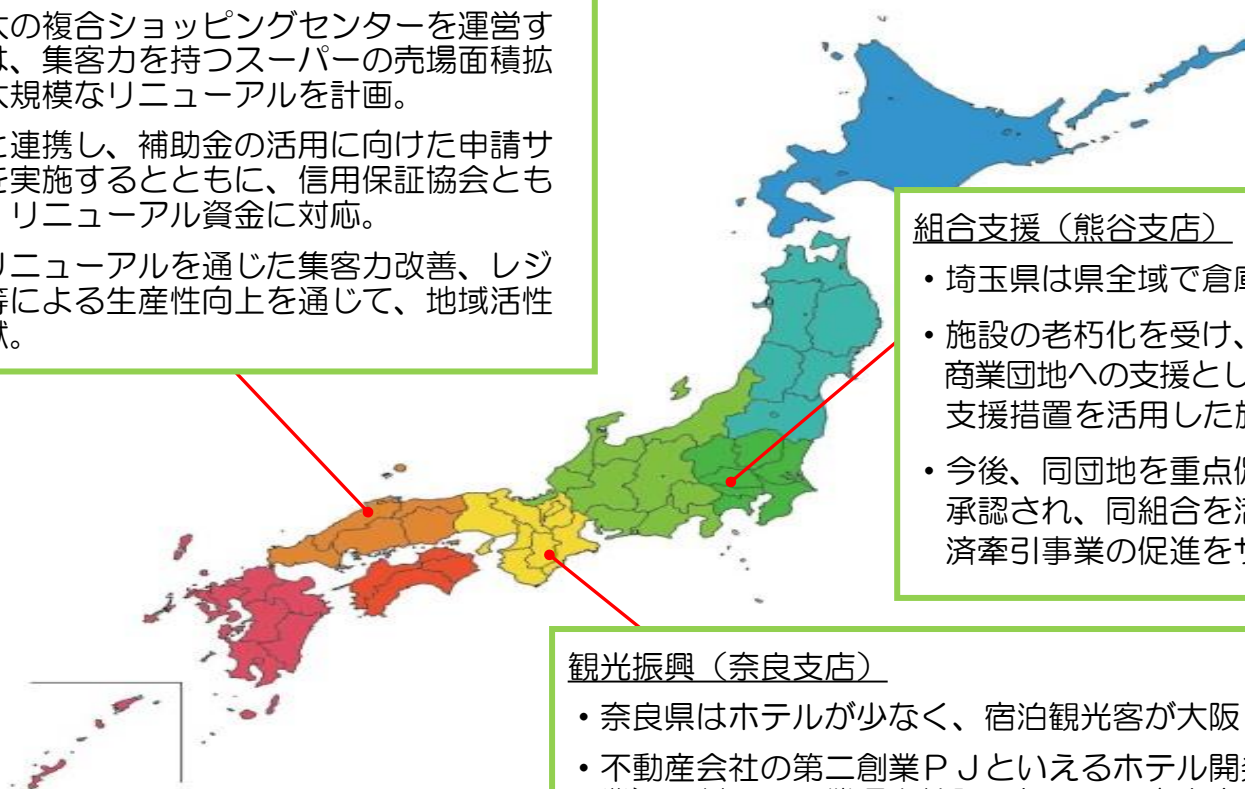 大の複合ショッピングセンターを運営す
は、集客力を持つスーパーの売場面積拡
大規模なリニューアルを計画。
と連携し、補助金の活用に向けた申請サ
を実施するとともに、信用保証協会とも
、リニューアル資金に対応。
リニューアルを通じた集客力改善、レジ
等による生産性向上を通じて、地域活性
献。
組合支援（熊谷支店）
・埼玉県は県全域で倉庫
・施設の老朽化を受け、
商業団地への支援とし
支援措置を活用した施
・今後、同団地を重点促
承認され、同組合を活
済牽引事業の促進をサ
観光振興（奈良支店）
・奈良県はホテルが少なく、宿泊観光客が大阪
・不動産会社の第二創業ＰＪといえるホテル開発